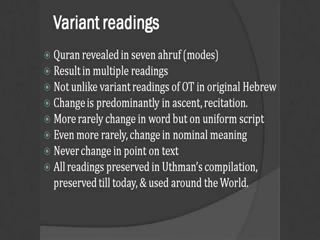 Variant readings
Quran revealed in seven ahruf (modes)
Result in multiple readings
Not unlike variant readings of OT in original Hebrew
Change is predominantly in ascent, recitation.
More rarely change in word but on uniform script
Even more rarely, change in nominal meaning
Never change in point on text
All readings preserved in Uthman's compilation,
preserved till today, & used around the World.